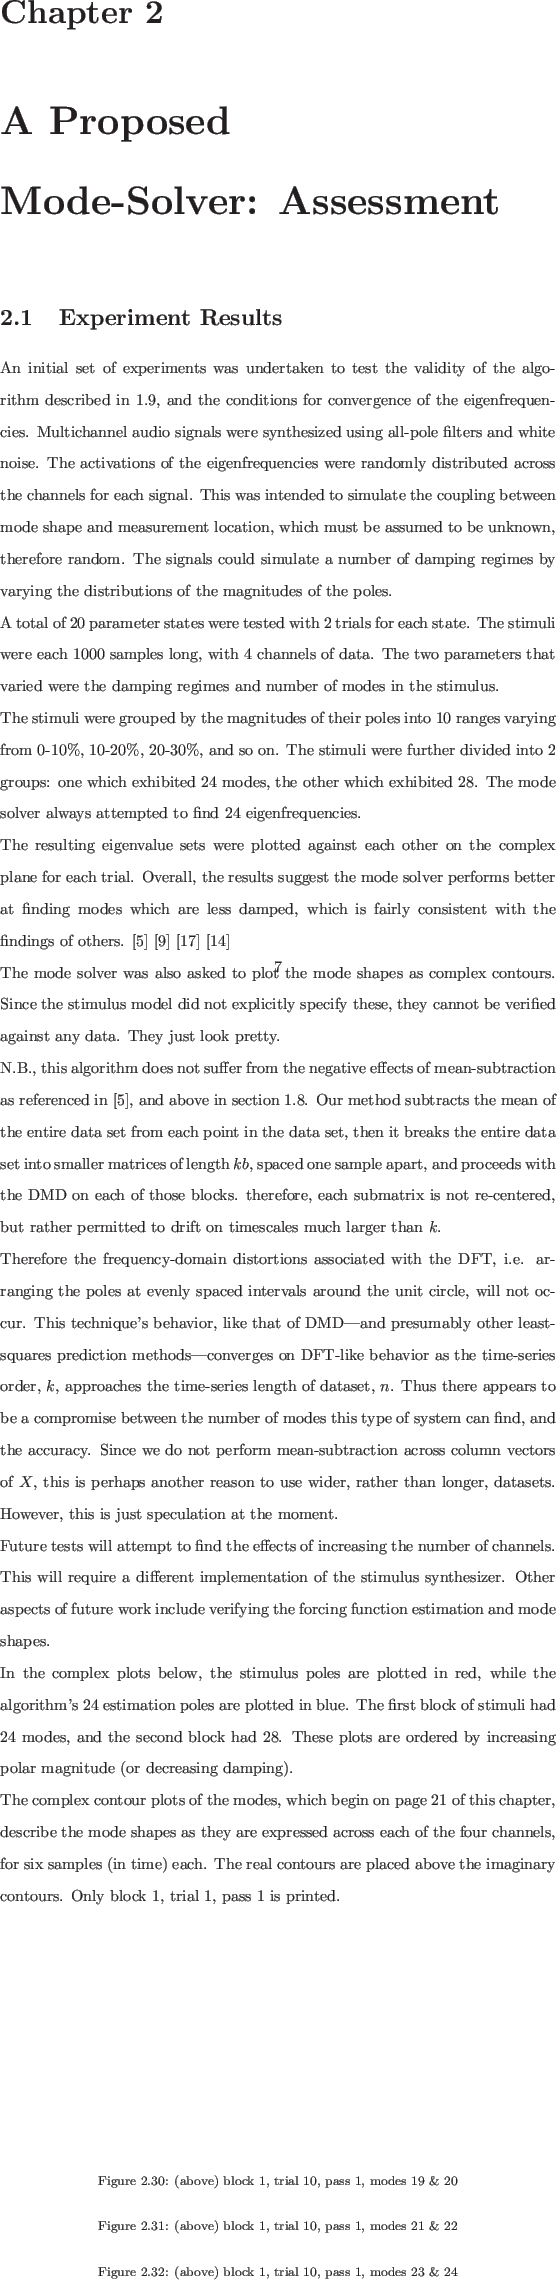 Chapter 2
A Proposed
Mode-Solver: Assessment
2.1 Experiment Results
An initial set of experiments was undertaken to test the validity of the algo-
rithm described in 1.9, and the conditions for convergence of the eigenfrequen-
cies. Multichannel audio signals were synthesized using all-pole filters and white
noise. The activations of the eigenfrequencies were randomly distributed across
the channels for each signal. This was intended to simulate the coupling between
mode shape and measurement location, which must be assumed to be unknown,
therefore random. The signals could simulate a number of damping regimes by
varying the distributions of the magnitudes of the poles.
A total of 20 parameter states were tested with 2 trials for each state. The stimuli
were each 1000 samples long, with 4 channels of data. The two parameters that
varied were the damping regimes and number of modes in the stimulus.
The stimuli were grouped by the magnitudes of their poles into 10 ranges varying
from 0-10%, 10-20%, 20-30%, and so on. The stimuli were further divided into 2
groups: one which exhibited 24 modes, the other which exhibited 28. The mode
solver always attempted to find 24 eigenfrequencies.
The resulting eigenvalue sets were plotted against each other on the complex
plane for each trial. Overall, the results suggest the mode solver performs better
at finding modes which are less damped, which is fairly consistent with the
findings of others. [5] [9] [17] [14]
7
The mode solver was also asked to plot the mode shapes as complex contours.
Since the stimulus model did not explicitly specify these, they cannot be verified
against any data. They just look pretty.
N.B., this algorithm does not suffer from the negative effects of mean-subtraction
as referenced in [5], and above in section 1.8. Our method subtracts the mean of
the entire data set from each point in the data set, then it breaks the entire data
set into smaller matrices of length kb, spaced one sample apart, and proceeds with
the DMD on each of those blocks. therefore, each submatrix is not re-centered,
but rather permitted to drift on timescales much larger than k.
Therefore the frequency-domain distortions associated with the DFT, i.e. ar-
ranging the poles at evenly spaced intervals around the unit circle, will not oc-
cur. This technique's behavior, like that of DMD—and presumably other least-
squares prediction methods—converges on DFT-like behavior as the time-series
order, k, approaches the time-series length of dataset, n. Thus there appears to
be a compromise between the number of modes this type of system can find, and
the accuracy. Since we do not perform mean-subtraction across column vectors
of X, this is perhaps another reason to use wider, rather than longer, datasets.
However, this is just speculation at the moment.
Future tests will attempt to find the effects of increasing the number of channels.
This will require a different implementation of the stimulus synthesizer. Other
aspects of future work include verifying the forcing function estimation and mode
shapes.
In the complex plots below, the stimulus poles are plotted in red, while the
algorithm's 24 estimation poles are plotted in blue. The first block of stimuli had
24 modes, and the second block had 28. These plots are ordered by increasing
polar magnitude (or decreasing damping).
The complex contour plots of the modes, which begin on page 21 of this chapter,
describe the mode shapes as they are expressed across each of the four channels,
for six samples (in time) each. The real contours are placed above the imaginary
contours. Only block 1, trial 1, pass 1 is printed.
Figure 2.30: (above) block 1, trial 10, pass 1, modes 19 & 20
Figure 2.31: (above) block 1, trial 10, pass 1, modes 21 & 22
Figure 2.32: (above) block 1, trial 10, pass 1, modes 23 & 24